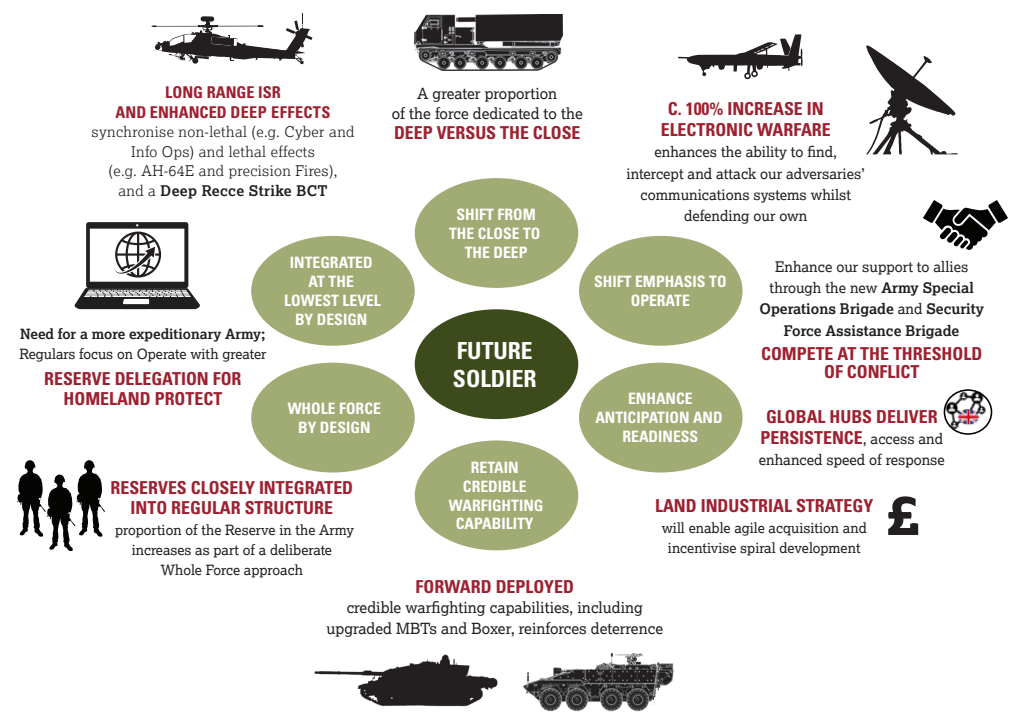 LONG RANGE ISR
AND ENHANCED DEEP EFFECTS
synchronise non-lethal (e.g. Cyber and
Info Ops) and lethal effects
(e.g. AH-64E and precision Fires),
and a Deep Recce Strike BCT
A greater proportion
of the force dedicated to the
DEEP VERSUS THE CLOSE
C. 100% INCREASE IN
ELECTRONIC WARFARE
enhances the ability to find,
intercept and attack our adversaries’
communications systems whilst
defending our own
SHIFT FROM
THE CLOSE TO
THE DEEP
INTEGRATED
AT THE
LOWEST LEVEL
BY DESIGN
SHIFT EMPHASIS TO
OPERATE
Enhance our support to allies
through the new Army Special
Operations Brigade and Security
Force Assistance Brigade
COMPETE AT THE THRESHOLD
OF CONFLICT
Need for a more expeditionary Army;
Regulars focus on Operate with greater
RESERVE DELEGATION FOR
HOMELAND PROTECT
FUTURE
SOLDIER
WHOLE FORCE
BY DESIGN
ENHANCE
ANTICIPATION AND
READINESS
GLOBAL HUBS DELIVER
PERSISTENCE, access and
enhanced speed of response
RETAIN
CREDIBLE
WARFIGHTING
CAPABILITY
RESERVES CLOSELY INTEGRATED
INTO REGULAR STRUCTURE
proportion of the Reserve in the Army
increases as part of a deliberate
Whole Force approach
LAND INDUSTRIAL STRATEGY
will enable agile acquisition and
incentivise spiral development
£
FORWARD DEPLOYED
credible warfighting capabilities, including
upgraded MBTs and Boxer, reinforces deterrence